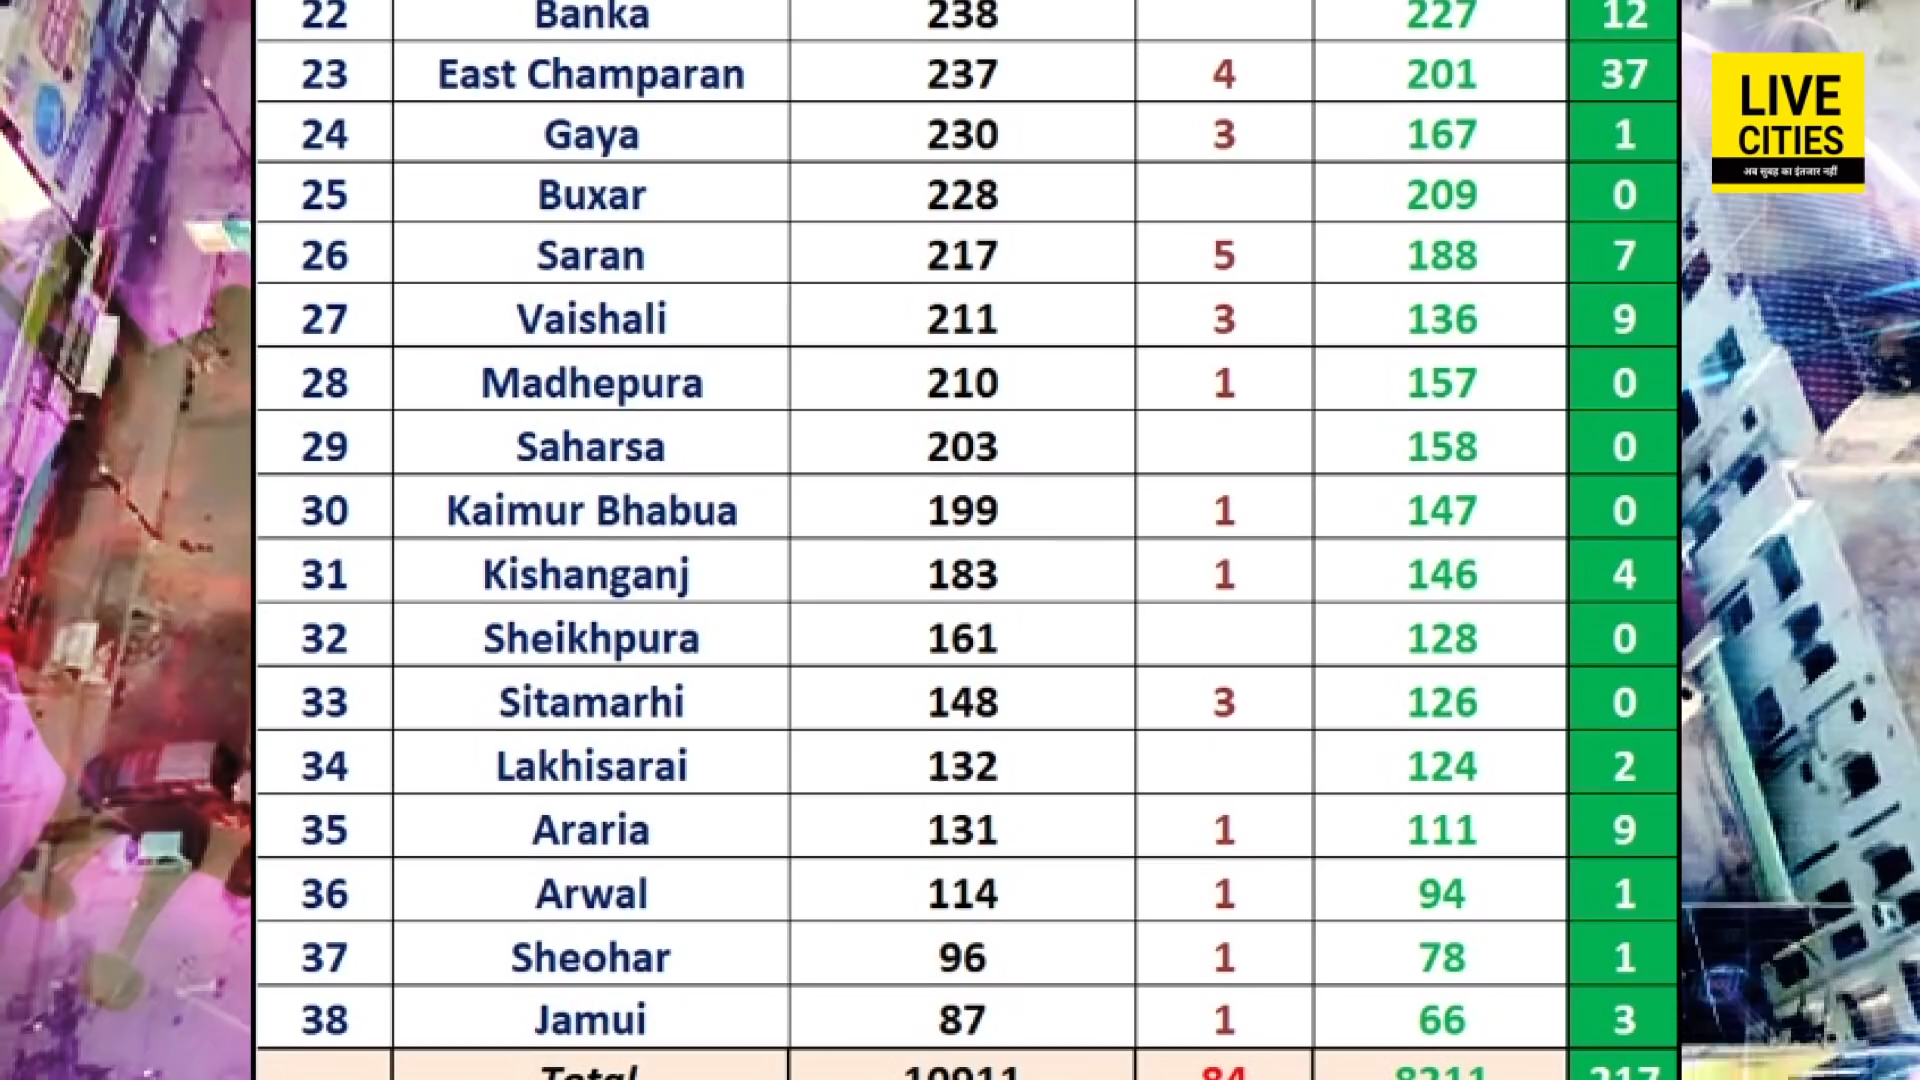 22 Banka 238 227 12
23 East Champaran 237 4 201 37
24 Gaya 230 3 167 1
25 Buxar 228 209 0
26 Saran 217 5 188 7
27 Vaishali 211 3 136 9
28 Madhepura 210 1 157 0
29 Saharsa 203 158 0
30 Kaimur Bhabua 199 1 147 0
31 Kishanganj 183 1 146 4
32 Sheikhpura 161 128 0
33 Sitamarhi 148 3 126 0
34 Lakhisarai 132 124 2
35 Araria 131 1 111 9
36 Arwal 114 1 94 1
37 Sheohar 96 1 78 1
38 Jamui 87 1 66 3
Total 10911 84 8211 217
LIVE
CITIES
अब सुबह का इंतजार नहीं